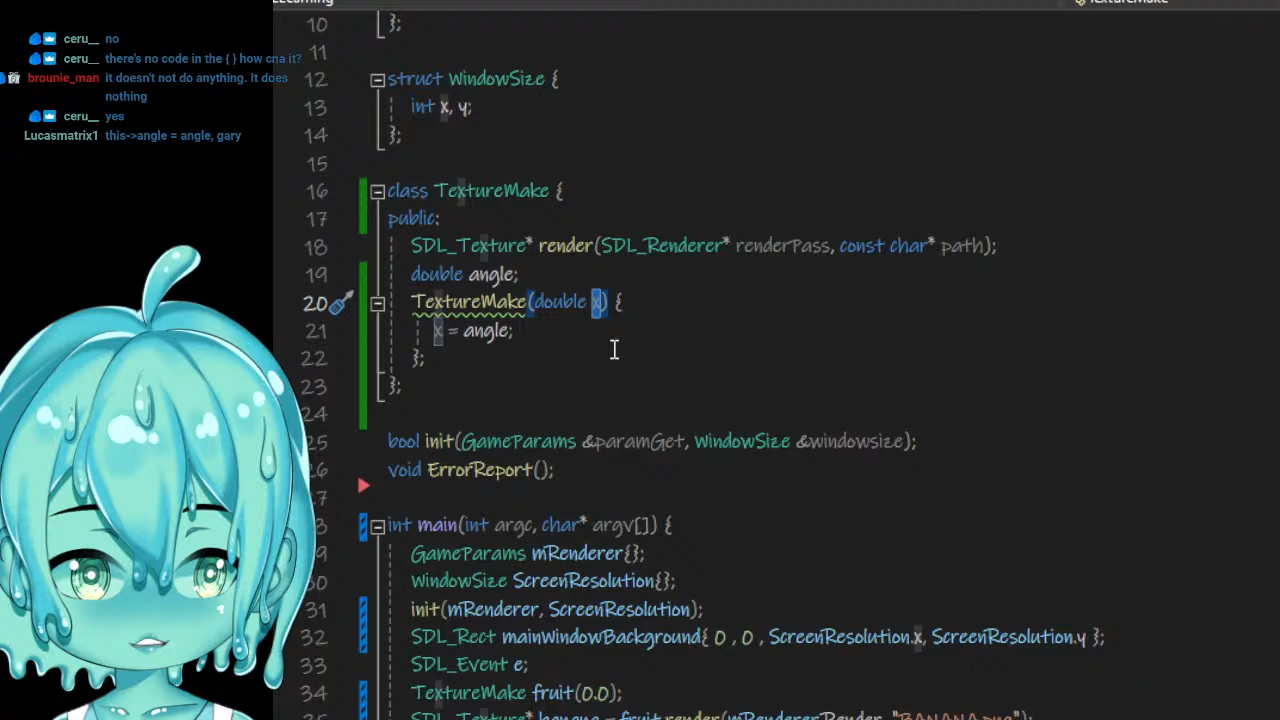 ceru__ no
ceru__ there's no code in the ( ) how cna it?
brounie_man it doesn't not do anything. It does
nothing
ceru__ yes
Lucasmatrix1 this->angle = angle, gary
TextureMake
10 };
11
12 struct WindowSize {
13 int x, y;
14 };
15
16 class TextureMake {
17 public:
18 SDL_Texture* render(SDL_Renderer* renderPass, const char* path);
19 double angle;
20 TextureMake(double x) {
21 x = angle;
22 };
23 };
24
25 bool init(GameParams &paramGet, WindowSize &windowsize);
26 void ErrorReport();
27
28 int main(int argc, char* argv[]) {
29 GameParams mRenderer{};
30 WindowSize ScreenResolution{};
31 init(mRenderer, ScreenResolution);
32 SDL_Rect mainWindowBackground{ 0 , 0 , ScreenResolution.x, ScreenResolution.y };
33 SDL_Event e;
34 TextureMake fruit(0.0);